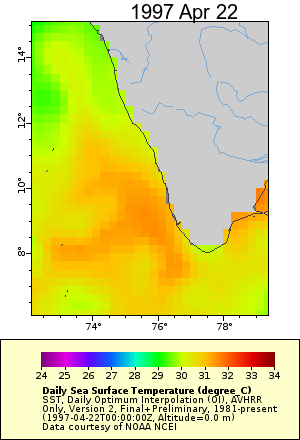 1997 Apr 22
14°
12°
10°
8°
74°
76°
78°
24 25 26 27 28 29 30 31 32 33 34
Daily Sea Surface Temperature (degree_C)
SST, Daily Optimum Interpolation (OI), AVHRR
Only, Version 2, Final+Preliminary, 1981-present
(1997-04-22T00:00:00Z, Altitude=0.0 m)
Data courtesy of NOAA NCEI